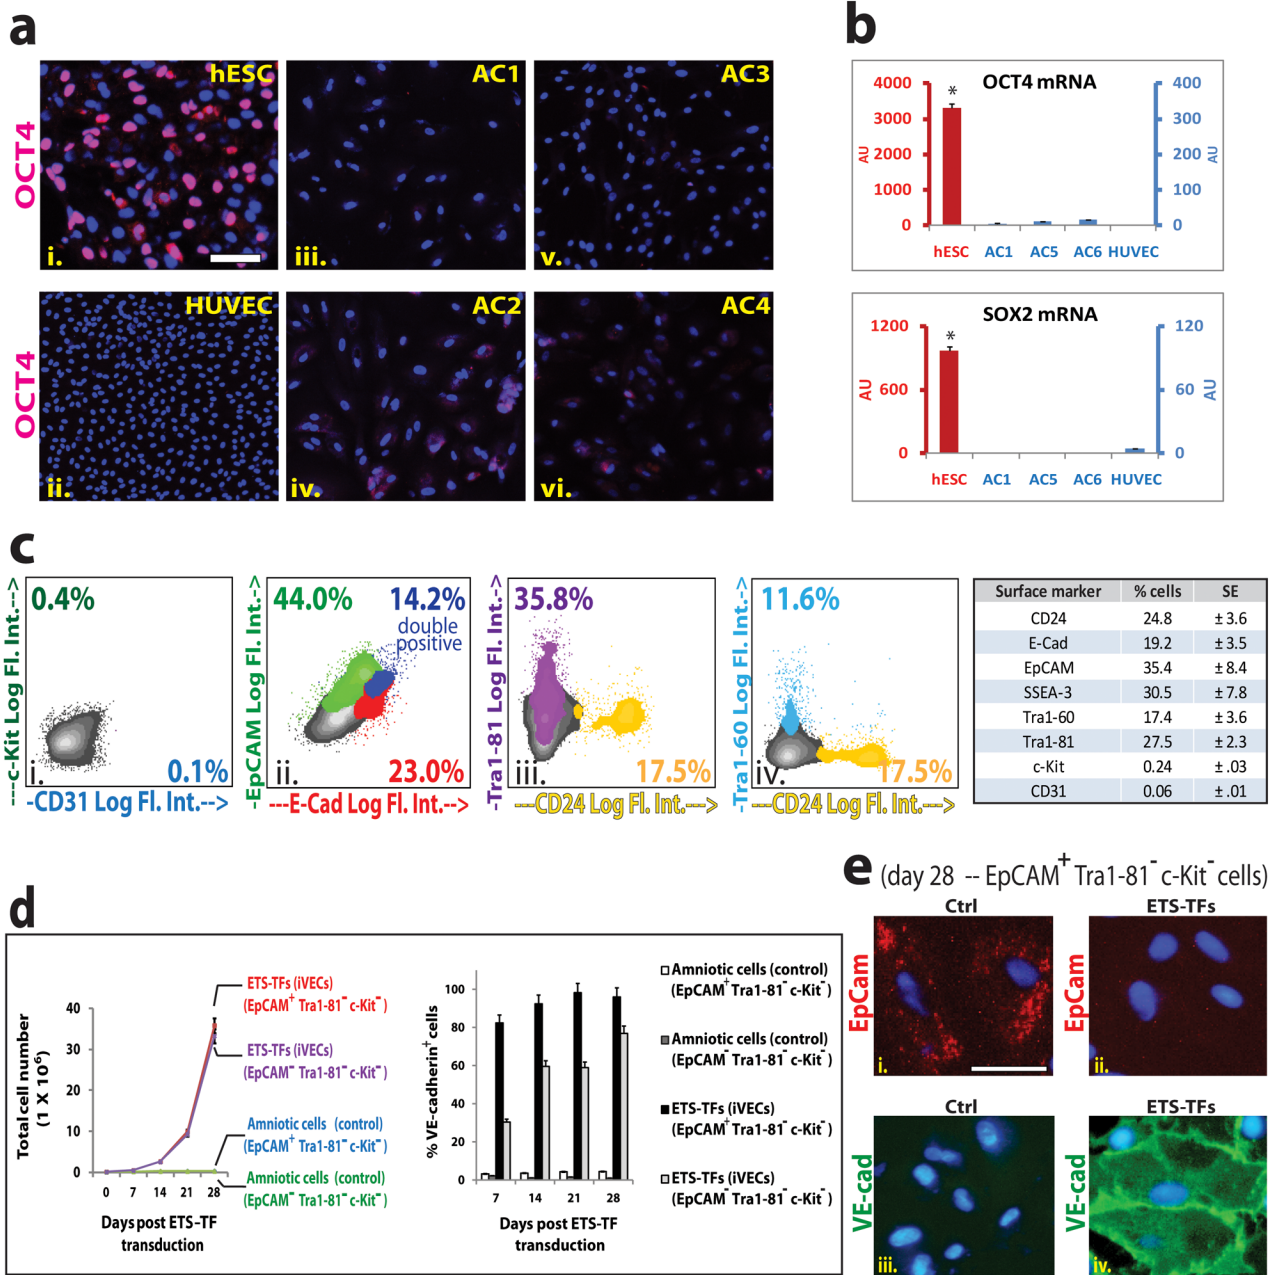 a
hESC
AC1
AC3
OCT4
i.
iii.
v.
HUVEC
AC2
AC4
OCT4
ii.
iv.
vi.
b
OCT4 mRNA
4000
3000
2000
1000
0
AU
*
400
300
200
100
0
AU
hESC AC1 AC5 AC6 HUVEC
SOX2 mRNA
1200
600
0
AU
*
120
60
0
AU
hESC AC1 AC5 AC6 HUVEC
c
---c-Kit Log Fl. Int.-->
0.4%
i.
0.1%
-CD31 Log Fl. Int.-->
-EpCAM Log Fl. Int.->
44.0%
14.2%
double
positive
ii.
23.0%
---E-Cad Log Fl. Int.-->
-Tra1-81 Log Fl. Int.->
35.8%
iii.
17.5%
---CD24 Log Fl. Int.--->
-Tra1-60 Log Fl. Int.->
11.6%
iv.
17.5%
---CD24 Log Fl. Int.--->
Surface marker % cells SE
CD24 24.8 ± 3.6
E-Cad 19.2 ± 3.5
EpCAM 35.4 ± 8.4
SSEA-3 30.5 ± 7.8
Tra1-60 17.4 ± 3.6
Tra1-81 27.5 ± 2.3
c-Kit 0.24 ± .03
CD31 0.06 ± .01
d
Total cell number
(1 X 10⁶)
40
30
20
10
0
0 7 14 21 28
Days post ETS-TF
transduction
ETS-TFs (iVECs)
(EpCAM⁺ Tra1-81⁻ c-Kit⁻)
ETS-TFs (iVECs)
(EpCAM⁻ Tra1-81⁻ c-Kit⁻)
Amniotic cells (control)
(EpCAM⁺ Tra1-81⁻ c-Kit⁻)
Amniotic cells (control)
(EpCAM⁻ Tra1-81⁻ c-Kit⁻)
% VE-cadherin⁺ cells
100
80
60
40
20
0
7 14 21 28
Days post ETS-TF
transduction
Amniotic cells (control)
(EpCAM⁺ Tra1-81⁻ c-Kit⁻)
Amniotic cells (control)
(EpCAM⁻ Tra1-81⁻ c-Kit⁻)
ETS-TFs (iVECs)
(EpCAM⁺ Tra1-81⁻ c-Kit⁻)
ETS-TFs (iVECs)
(EpCAM⁻ Tra1-81⁻ c-Kit⁻)
e (day 28 -- EpCAM⁺ Tra1-81⁻ c-Kit⁻ cells)
Ctrl
ETS-TFs
EpCam
i.
EpCam
ii.
Ctrl
ETS-TFs
VE-cad
iii.
VE-cad
iv.